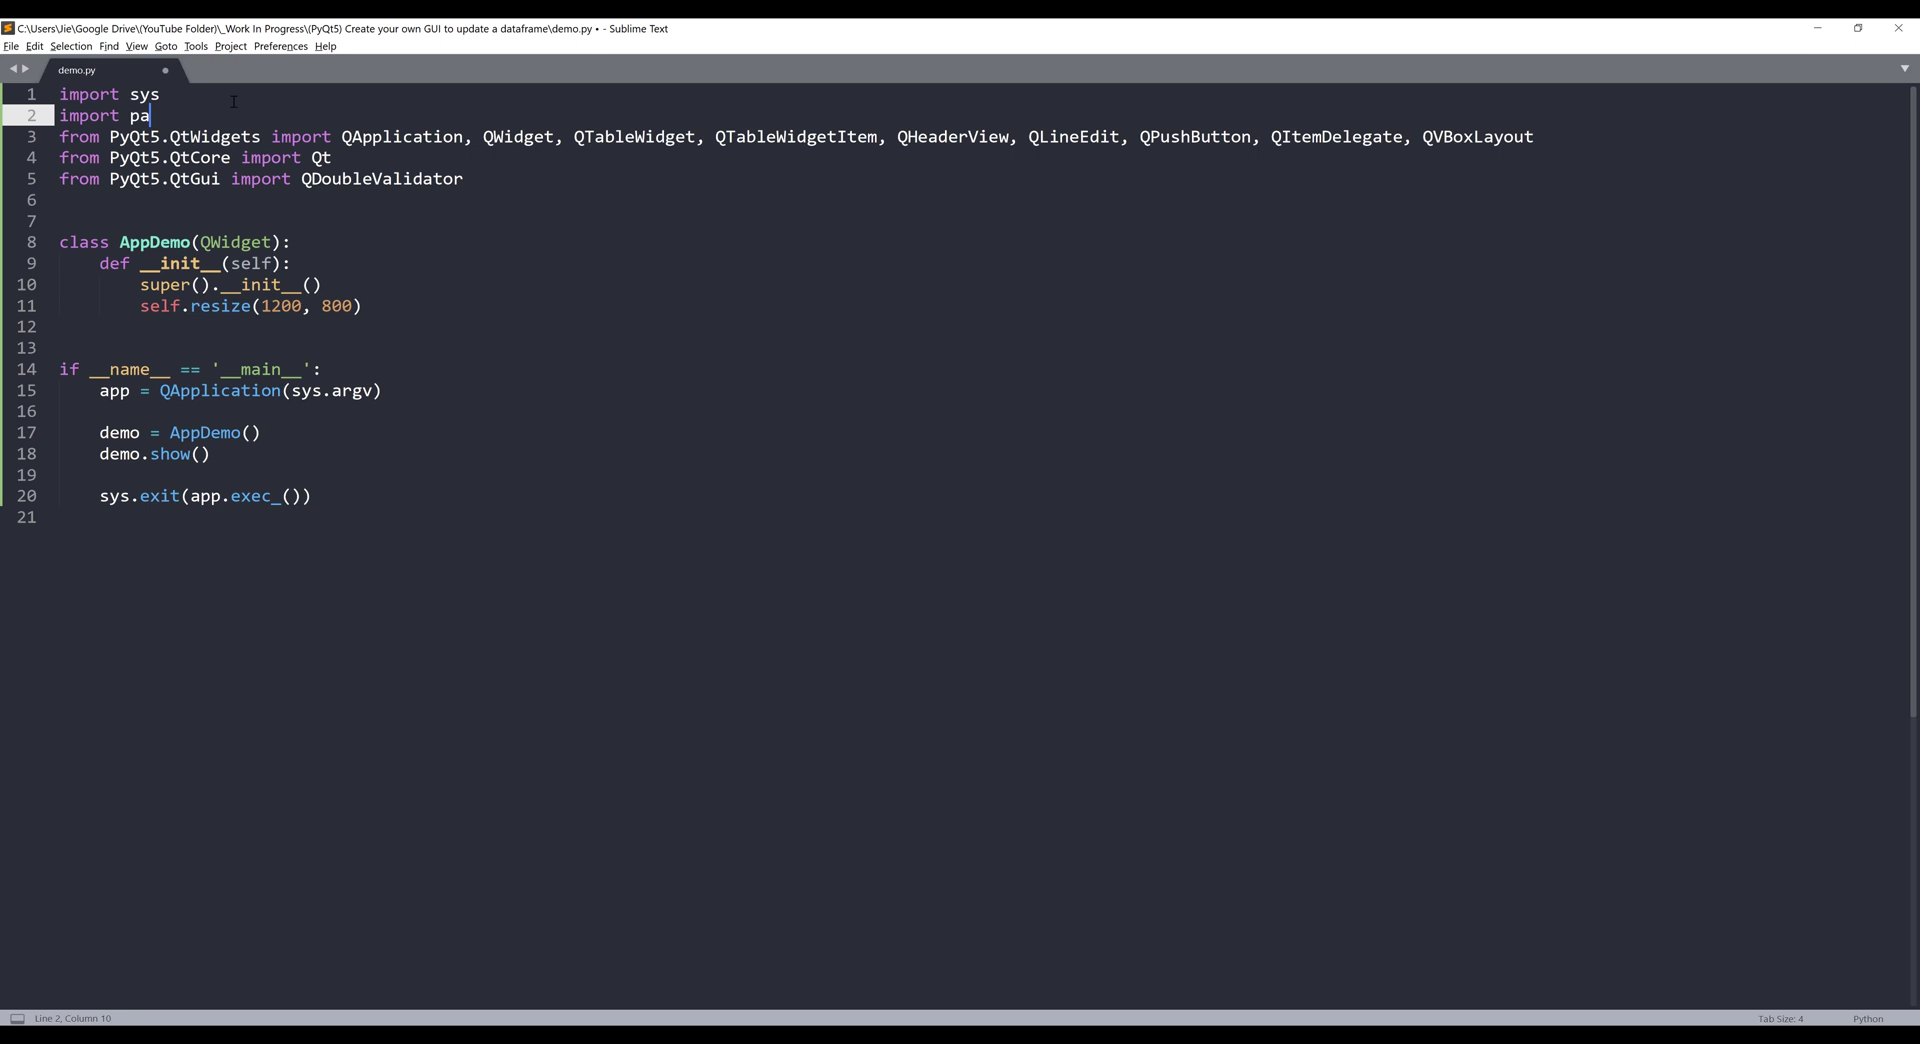 C:\Users\Jie\Google Drive\(YouTube Folder)\_Work In Progress\(PyQt5) Create your own GUI to update a dataframe\demo.py • - Sublime Text
File Edit Selection Find View Goto Tools Project Preferences Help
demo.py
1 import sys
2 import pa
3 from PyQt5.QtWidgets import QApplication, QWidget, QTableWidget, QTableWidgetItem, QHeaderView, QLineEdit, QPushButton, QItemDelegate, QVBoxLayout
4 from PyQt5.QtCore import Qt
5 from PyQt5.QtGui import QDoubleValidator
6
7
8 class AppDemo(QWidget):
9     def __init__(self):
10         super().__init__()
11         self.resize(1200, 800)
12
13
14 if __name__ == '__main__':
15     app = QApplication(sys.argv)
16
17     demo = AppDemo()
18     demo.show()
19
20     sys.exit(app.exec_())
21
Line 2, Column 10 Tab Size: 4 Python